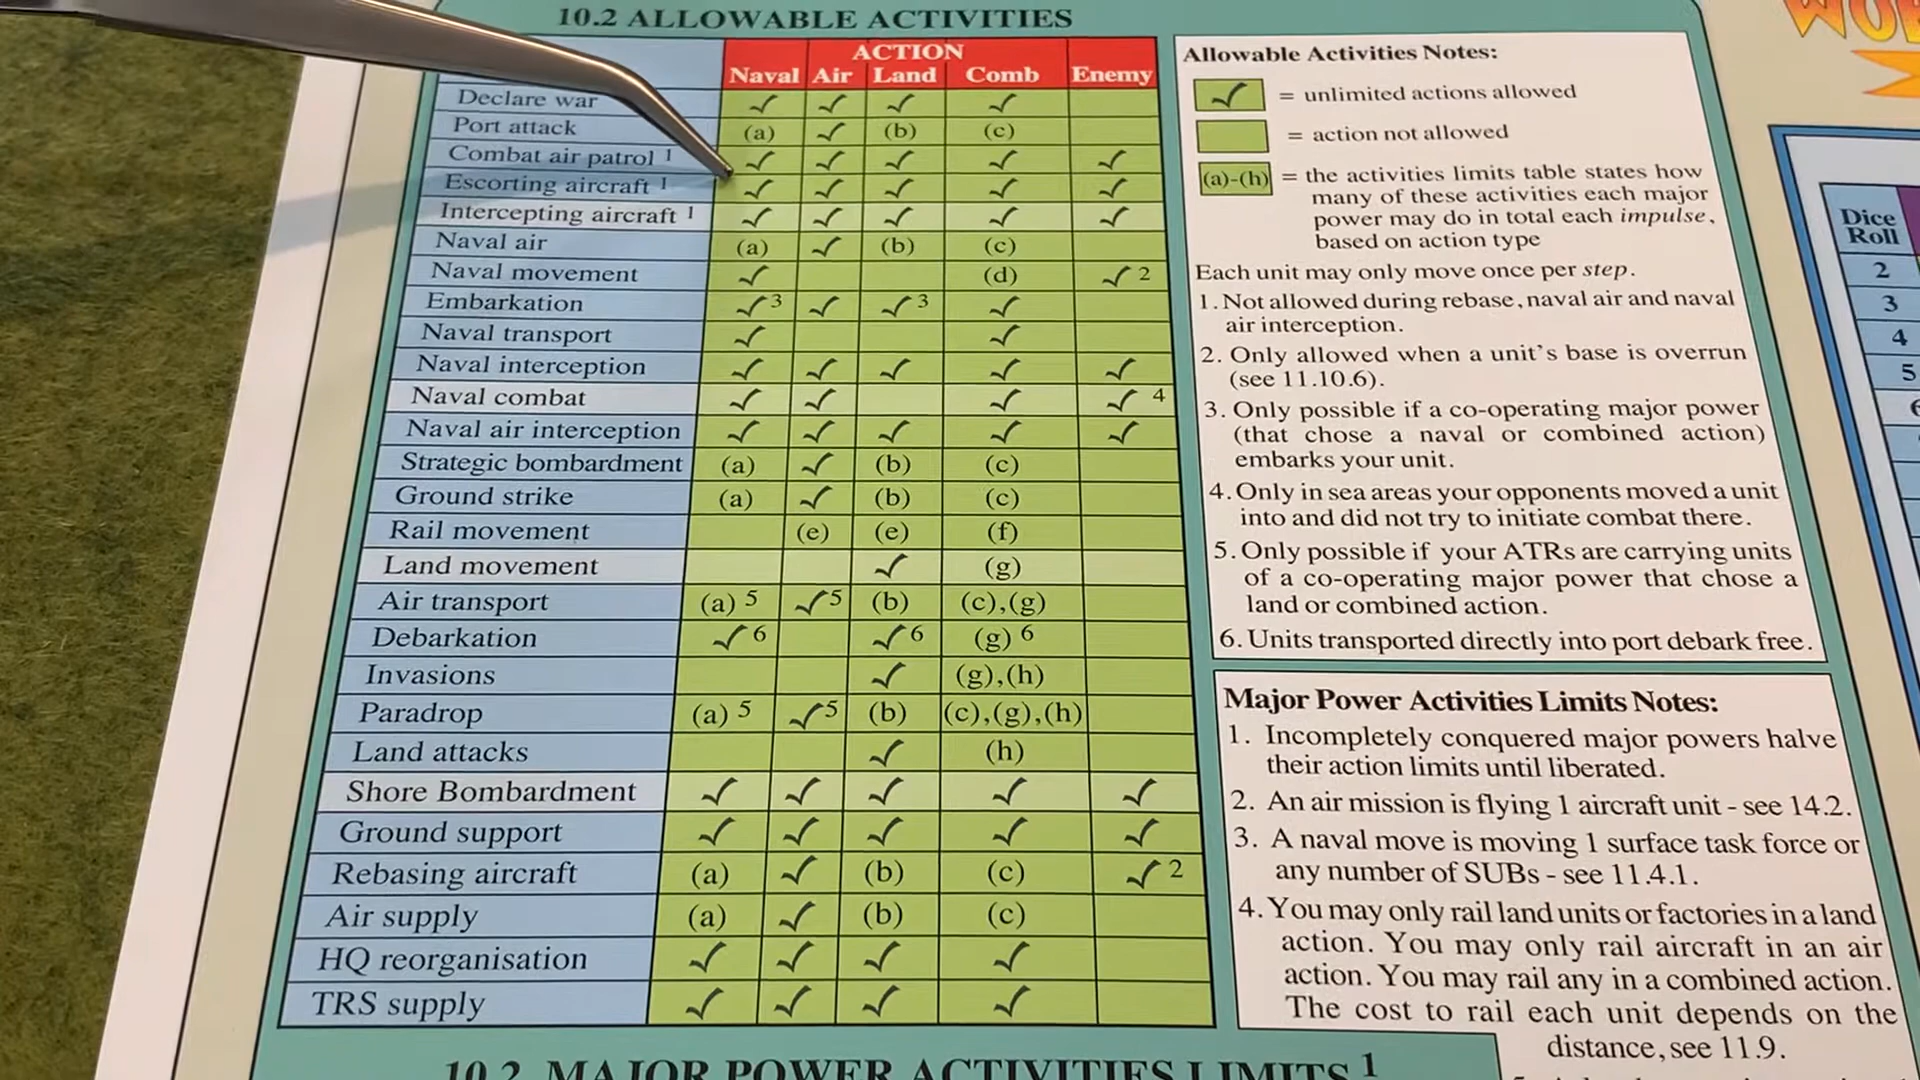 10.2 ALLOWABLE ACTIVITIES
ACTION
Naval Air Land Comb Enemy
Declare war ✓ ✓ ✓ ✓
Port attack (a) ✓ (b) (c)
Combat air patrol 1 ✓ ✓ ✓ ✓ ✓
Escorting aircraft 1 ✓ ✓ ✓ ✓ ✓
Intercepting aircraft 1 ✓ ✓ ✓ ✓ ✓
Naval air (a) ✓ (b) (c)
Naval movement ✓ (d) ✓ 2
Embarkation ✓ 3 ✓ ✓ 3 ✓
Naval transport ✓ ✓
Naval interception ✓ ✓ ✓ ✓ ✓
Naval combat ✓ ✓ ✓ ✓ 4
Naval air interception ✓ ✓ ✓ ✓ ✓
Strategic bombardment (a) ✓ (b) (c)
Ground strike (a) ✓ (b) (c)
Rail movement (e) (e) (f)
Land movement ✓ (g)
Air transport (a) 5 ✓ 5 (b) (c),(g)
Debarkation ✓ 6 ✓ 6 (g) 6
Invasions ✓ (g),(h)
Paradrop (a) 5 ✓ 5 (b) (c),(g),(h)
Land attacks ✓ (h)
Shore Bombardment ✓ ✓ ✓ ✓ ✓
Ground support ✓ ✓ ✓ ✓ ✓
Rebasing aircraft (a) ✓ (b) (c) ✓ 2
Air supply (a) ✓ (b) (c)
HQ reorganisation ✓ ✓ ✓ ✓
TRS supply ✓ ✓ ✓ ✓
10.2 MAJOR POWER ACTIVITIES LIMITS 1
Allowable Activities Notes:
✓ = unlimited actions allowed
= action not allowed
(a)-(h) = the activities limits table states how
many of these activities each major
power may do in total each impulse,
based on action type
Each unit may only move once per step.
1. Not allowed during rebase, naval air and naval
air interception.
2. Only allowed when a unit's base is overrun
(see 11.10.6).
3. Only possible if a co-operating major power
(that chose a naval or combined action)
embarks your unit.
4. Only in sea areas your opponents moved a unit
into and did not try to initiate combat there.
5. Only possible if your ATRs are carrying units
of a co-operating major power that chose a
land or combined action.
6. Units transported directly into port debark free.
Major Power Activities Limits Notes:
1. Incompletely conquered major powers halve
their action limits until liberated.
2. An air mission is flying 1 aircraft unit - see 14.2.
3. A naval move is moving 1 surface task force or
any number of SUBs - see 11.4.1.
4. You may only rail land units or factories in a land
action. You may only rail aircraft in an air
action. You may rail any in a combined action.
The cost to rail each unit depends on the
distance, see 11.9.
Dice
Roll
2
3
4
5